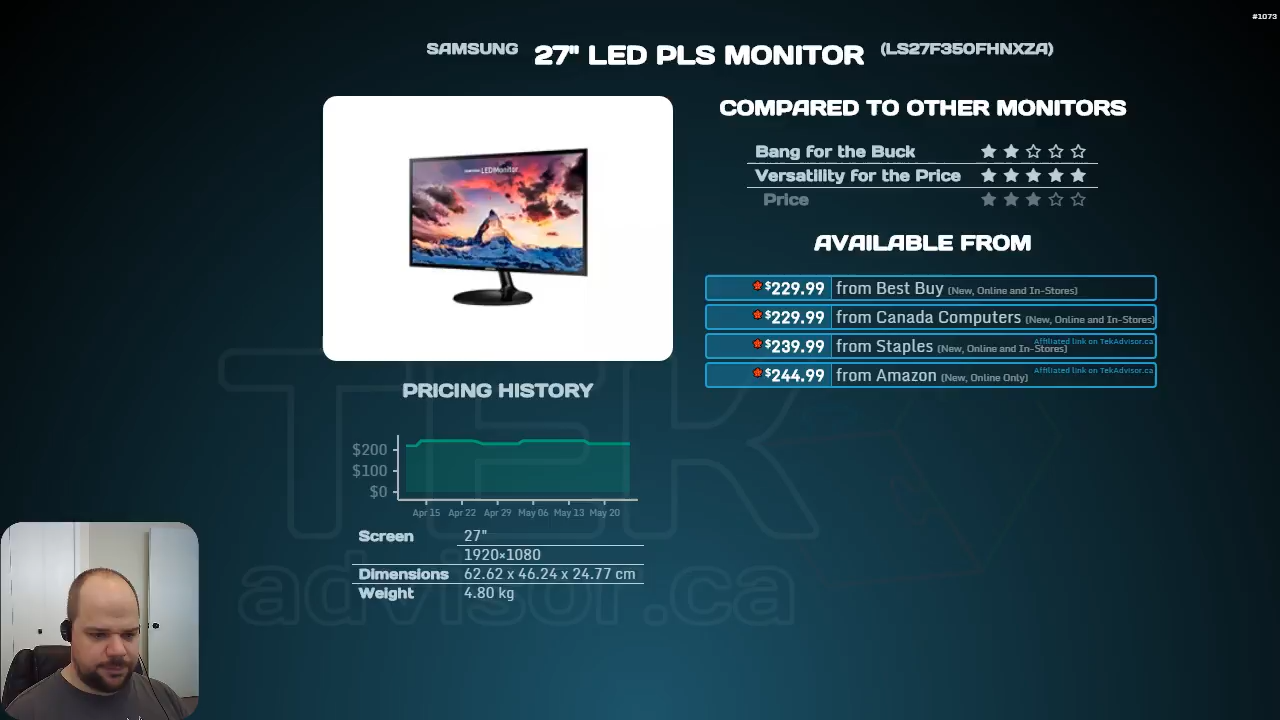 #1073
SAMSUNG 27" LED PLS MONITOR (LS27F350FHNXZA)
LED Monitor
COMPARED TO OTHER MONITORS
Bang for the Buck
Versatility for the Price
Price
AVAILABLE FROM
$229.99 from Best Buy (New, Online and In-Stores)
$229.99 from Canada Computers (New, Online and In-Stores)
Affiliated link on TekAdvisor.ca
$239.99 from Staples (New, Online and In-Stores)
Affiliated link on TekAdvisor.ca
$244.99 from Amazon (New, Online Only)
PRICING HISTORY
$200
$100
$0
Apr 15 Apr 22 Apr 29 May 06 May 13 May 20
Screen 27"
1920×1080
Dimensions 62.62 x 46.24 x 24.77 cm
Weight 4.80 kg
TEK
advisor.ca